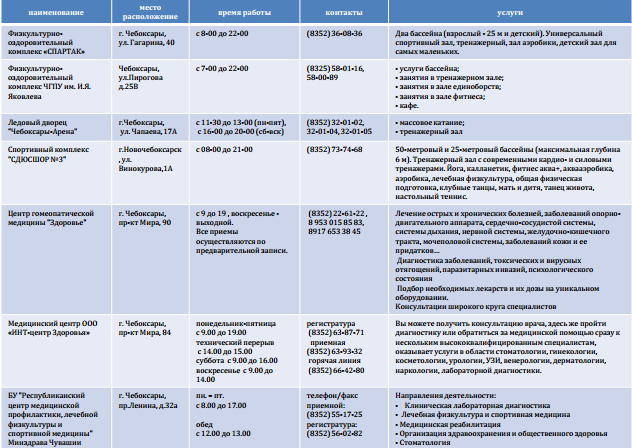 наименование
место
расположение
время работы
контакты
услуги
Физкультурно-
оздоровительный
комплекс «СПАРТАК»
г. Чебоксары,
ул. Гагарина, 40
с 8-00 до 22-00
(8352) 36-08-36
Два бассейна (взрослый - 25 м и детский). Универсальный
спортивный зал, тренажерный, зал аэробики, детский зал для
самых маленьких.
Физкультурно-
оздоровительный
комплекс ЧГПУ им. И.Я.
Яковлева
Чебоксары,
ул.Пирогова
д.25В
с 7-00 до 22-00
(8325) 58-01-16,
58-00-89
• услуги бассейна;
• занятия в тренажерном зале;
• занятия в зале единоборств;
• занятия в зале фитнеса;
• кафе.
Ледовый дворец
"Чебоксары-Арена"
г.Чебоксары,
ул. Чапаева, 17А
с 11-30 до 13-00 (пн-пят),
с 16-00 до 20-00 (сб-вск)
(8352) 32-01-02,
32-01-04,32-01-05
• массовое катание;
• тренажерный зал
Спортивный комплекс
"СДЮСШОР №3"
г.Новочебоксарск
, ул.
Винокурова,1А
с 08-00 до 21-00
(8352) 73-74-68
50-метровый и 25-метровый бассейны (максимальная глубина
6 м). Тренажерный зал с современными кардио- и силовыми
тренажерами. Йога, калланетик, фитнес аква+, аквааэробика,
аэробика, лечебная физкультура, общая физическая
подготовка, клубные танцы, мать и дитя, танец живота,
настольный теннис.
Центр гомеопатической
медицины "Здоровье"
г. Чебоксары,
пр-кт Мира, 90
с 9 до 19 , воскресенье -
выходной.
Все приемы
осуществляются по
предварительной записи.
(8352) 22-61-22 ,
8 953 015 85 83,
8917 653 38 45
Лечение острых и хронических болезней, заболеваний опорно-
двигательного аппарата, сердечно-сосудистой системы,
системы дыхания, нервной системы, желудочно-кишечного
тракта, мочеполовой системы, заболеваний кожи и ее
придатков...
Диагностика заболеваний, токсических и вирусных
отягощений, паразитарных инвазий, психологического
состояния
Подбор необходимых лекарств и их дозы на уникальном
оборудовании.
Консультации широкого круга специалистов
Медицинский центр ООО
«ИНТ-центр Здоровья»
г. Чебоксары,
пр-кт Мира, 84
понедельник-пятница
с 9.00 до 19.00
технический перерыв
с 14.00 до 15.00
суббота с 9.00 до 16.00
воскресенье с 9.00 до
14.00
регистратура
(8352) 63-87-71
приемная
(8352) 63-93-32
горячая линия
(8352) 66-42-80
Вы можете получить консультацию врача, здесь же пройти
диагностику или обратиться за медицинской помощью сразу к
нескольким высококвалифицированным специалистам,
оказывает услуги в области стоматологии, гинекологии,
косметологии, урологии, УЗИ, венерологии, дерматологии,
наркологии, лабораторной диагностики.
БУ "Республиканский
центр медицинской
профилактики, лечебной
физкультуры и
спортивной медицины"
Минздрава Чувашии
г. Чебоксары,
пр.Ленина, д.32а
пн. - пт.
с 8.00 до 17.00
обед
с 12.00 до 13.00
телефон/факс
приемной:
(8352) 55-17-25
регистратура:
(8352) 56-02-82
Направления деятельности:
• Клиническая лабораторная диагностика
• Лечебная физкультура и спортивная медицина
• Медицинская реабилитация
• Организация здравоохранения и общественного здоровья
• Стоматология